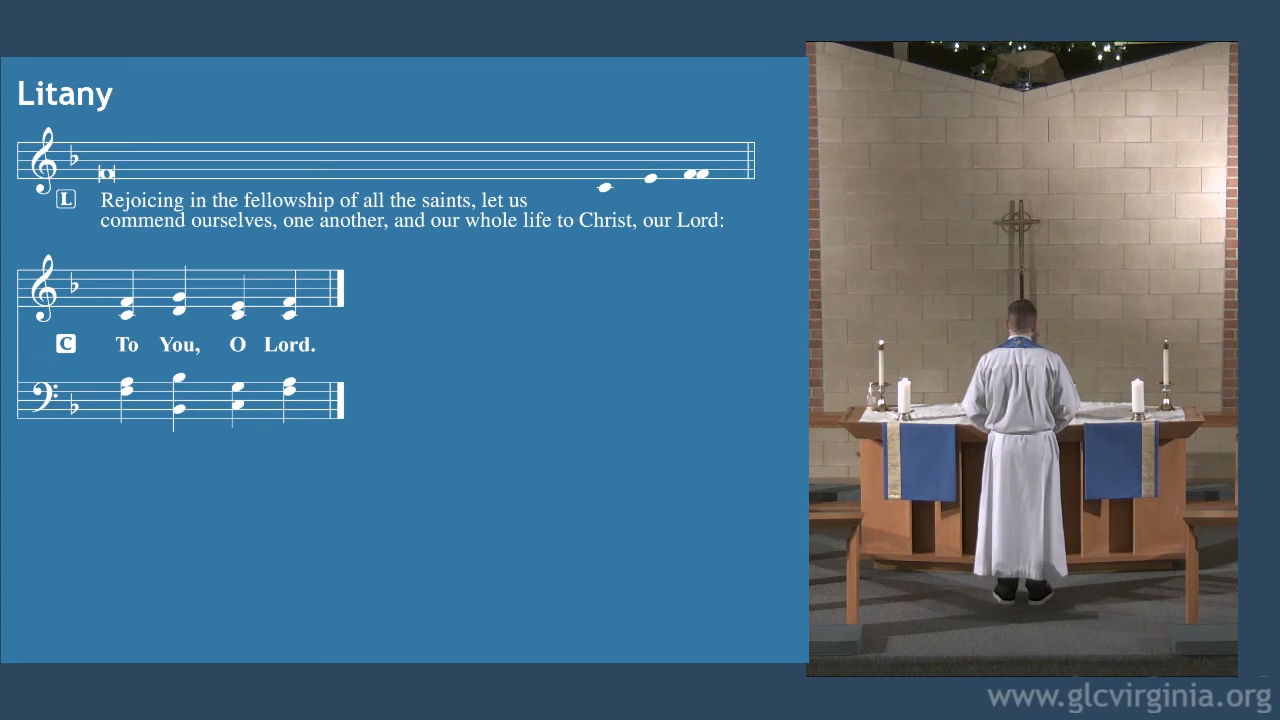 Litany
L Rejoicing in the fellowship of all the saints, let us
commend ourselves, one another, and our whole life to Christ, our Lord:
C To You, O Lord.
www.glcvirginia.org